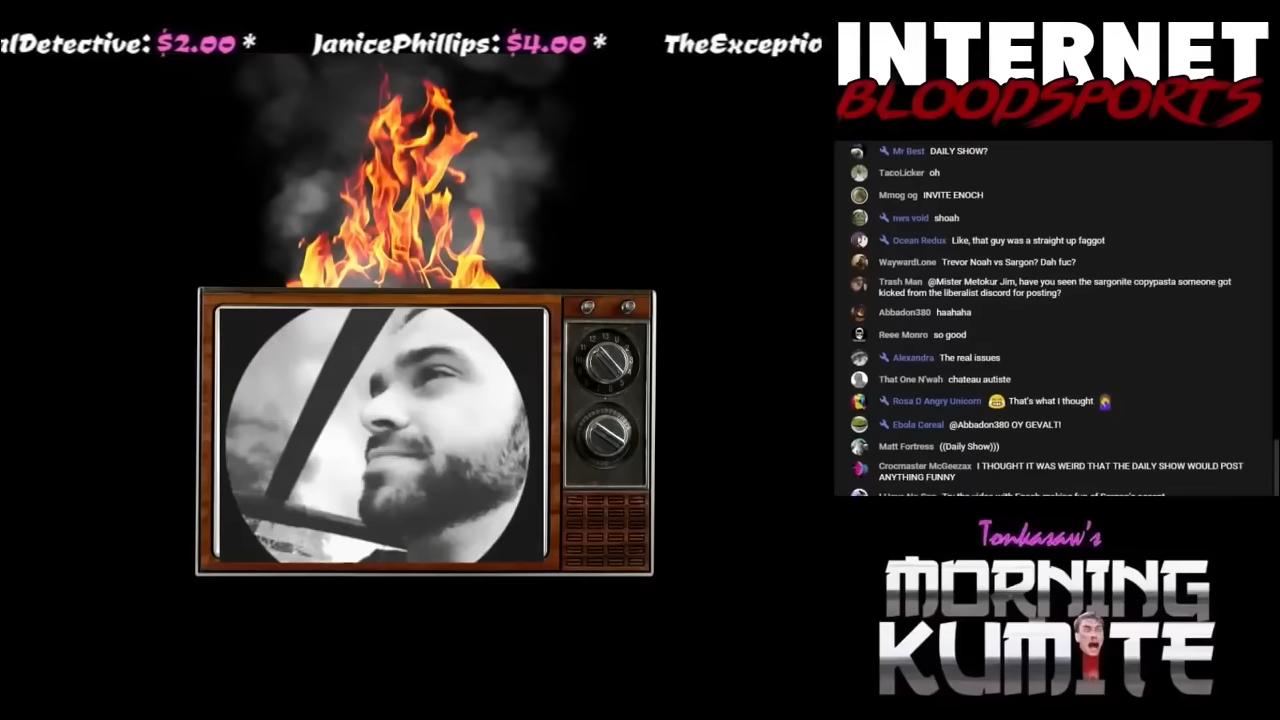 alDetective: $2.00 * JanicePhillips: $4.00 * TheExceptio
INTERNET
BLOODSPORTS
Mr Best DAILY SHOW?
TacoLicker oh
Mmog og INVITE ENOCH
nws void shoah
Ocean Redux Like, that guy was a straight up faggot
WaywardLone Trevor Noah vs Sargon? Dah fuc?
Trash Man @Mister Metokur Jim, have you seen the sargonite copypasta someone got
kicked from the liberalist discord for posting?
Abbadon380 haahaha
Reee Monro so good
Alexandra The real issues
That One N'wah chateau autiste
Rosa D Angry Unicorn 😁 That's what I thought 🤦‍♀️
Ebola Cereal @Abbadon380 OY GEVALT!
Matt Fortress ((Daily Show)))
Crocmaster McGeezax I THOUGHT IT WAS WEIRD THAT THE DAILY SHOW WOULD POST
ANYTHING FUNNY
Tonkasaw's
MORNING
KUMITE